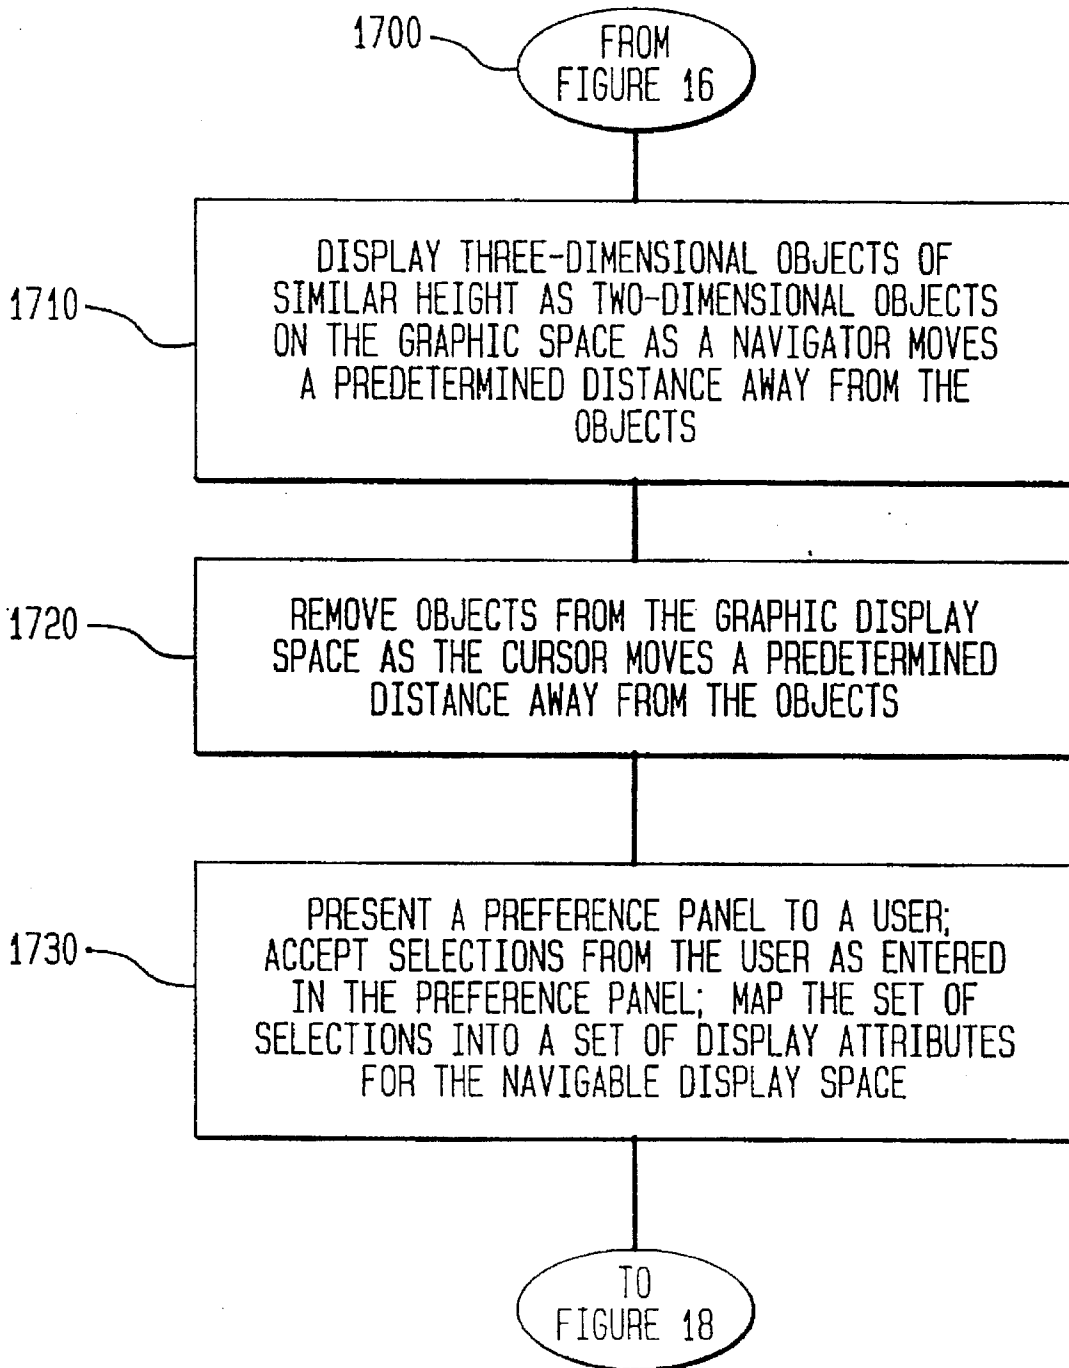 1700
FROM
FIGURE 16
1710
DISPLAY THREE-DIMENSIONAL OBJECTS OF
SIMILAR HEIGHT AS TWO-DIMENSIONAL OBJECTS
ON THE GRAPHIC SPACE AS A NAVIGATOR MOVES
A PREDETERMINED DISTANCE AWAY FROM THE
OBJECTS
1720
REMOVE OBJECTS FROM THE GRAPHIC DISPLAY
SPACE AS THE CURSOR MOVES A PREDETERMINED
DISTANCE AWAY FROM THE OBJECTS
1730
PRESENT A PREFERENCE PANEL TO A USER;
ACCEPT SELECTIONS FROM THE USER AS ENTERED
IN THE PREFERENCE PANEL; MAP THE SET OF
SELECTIONS INTO A SET OF DISPLAY ATTRIBUTES
FOR THE NAVIGABLE DISPLAY SPACE
TO
FIGURE 18